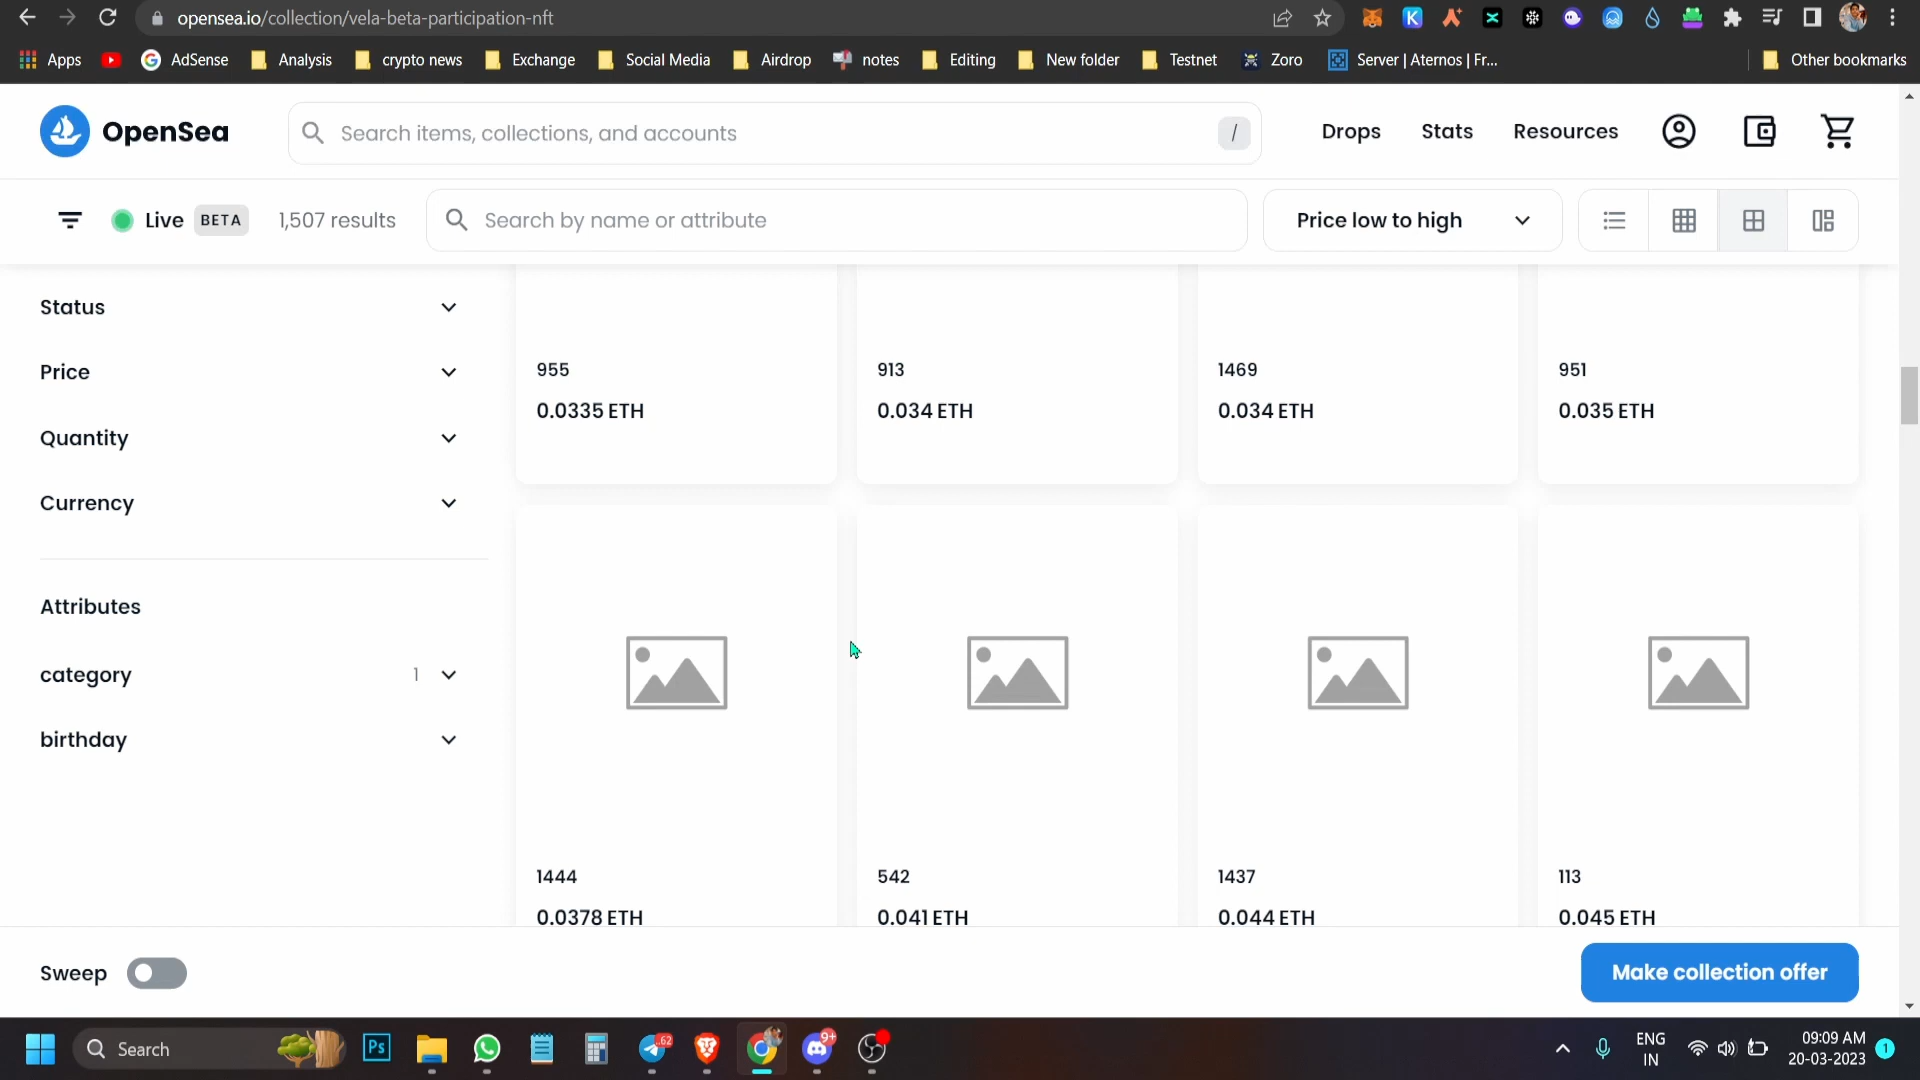 opensea.io/collection/vela-beta-participation-nft
Apps
AdSense
Analysis
crypto news
Exchange
Social Media
Airdrop
notes
Editing
New folder
Testnet
Zoro
Server | Aternos | Fr...
Other bookmarks
OpenSea
Search items, collections, and accounts
/
Drops
Stats
Resources
Live BETA
1,507 results
Search by name or attribute
Price low to high
Status
Price
Quantity
Currency
Attributes
category 1
birthday
955
0.0335 ETH
913
0.034 ETH
1469
0.034 ETH
951
0.035 ETH
1444
0.0378 ETH
542
0.041 ETH
1437
0.044 ETH
113
0.045 ETH
Sweep
Make collection offer
Search
Ps
62
9+
ENG
IN
09:09 AM
20-03-2023
1